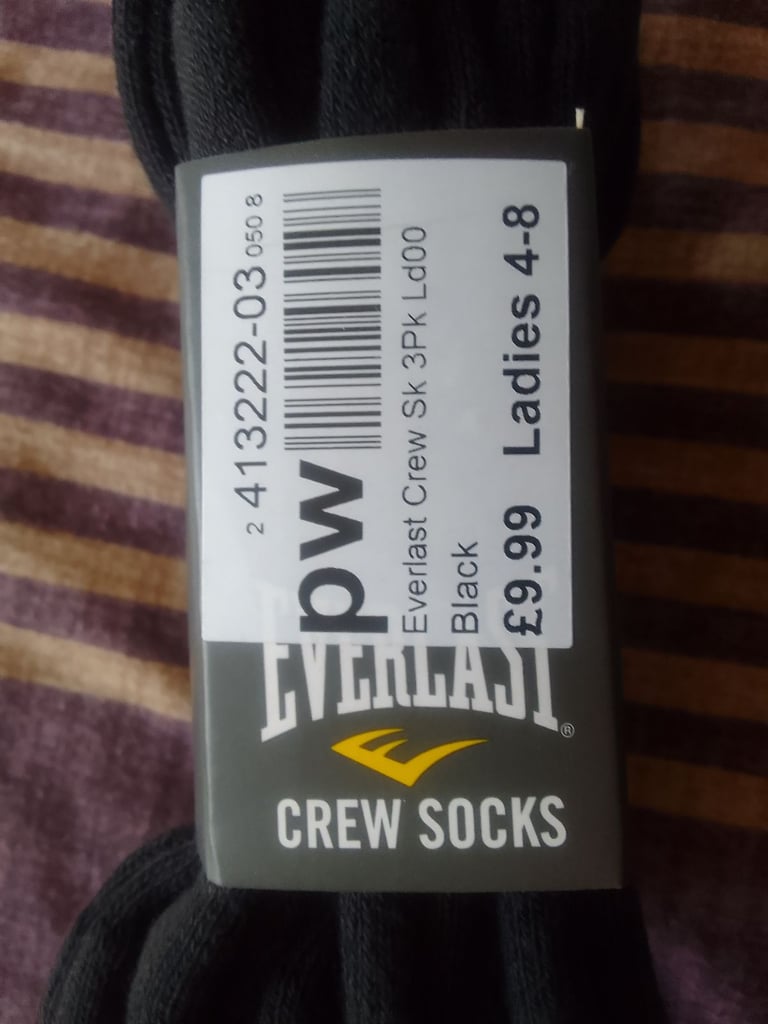 2 413222-03 050 8
pw
Everlast Crew Sk 3Pk Ld00
Black
£9.99 Ladies 4-8
EVERLAST®
CREW SOCKS